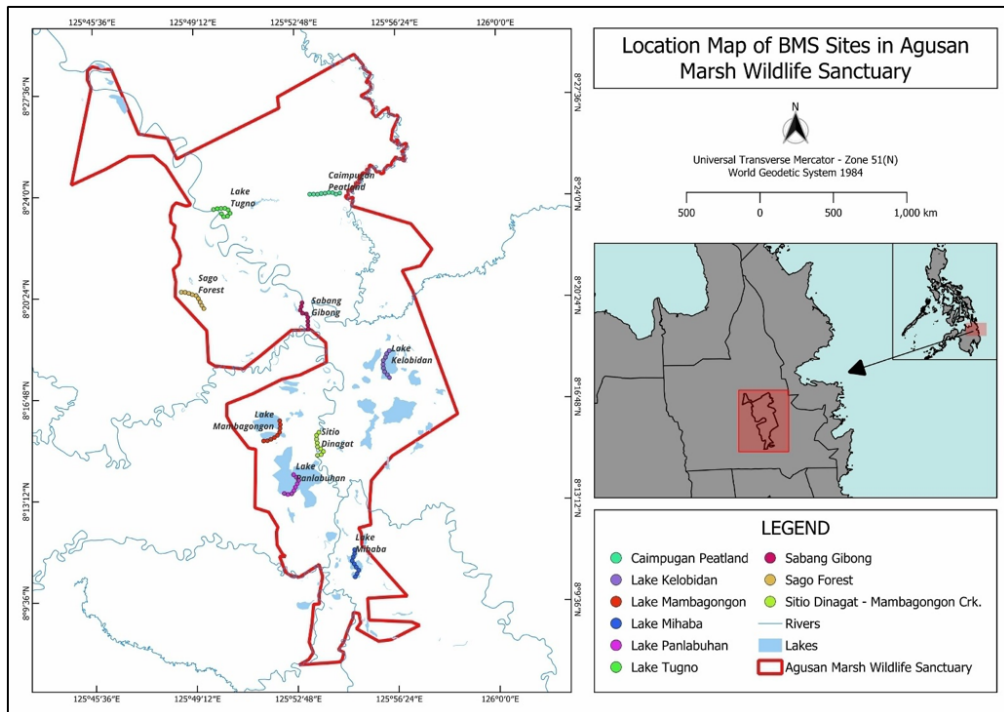 125°45'36"E 125°49'12"E 125°52'48"E 125°56'24"E 126°0'0"E
8°27'36"N
8°24'0"N
8°20'24"N
8°16'48"N
8°13'12"N
8°9'36"N
Caimpugan
Peatland
Lake
Tugno
Sago
Forest
Sabang
Gibong
Lake
Kelobidan
Lake
Mambagongon
Sitio
Dinagat
Lake
Panlabuhan
Lake
Mihaba
125°45'36"E 125°49'12"E 125°52'48"E 125°56'24"E 126°0'0"E
8°27'36"N
8°24'0"N
8°20'24"N
8°16'48"N
8°13'12"N
8°9'36"N
Location Map of BMS Sites in Agusan
Marsh Wildlife Sanctuary
N
Universal Transverse Mercator - Zone 51(N)
World Geodetic System 1984
500 0 500 1,000 km
LEGEND
Caimpugan Peatland
Lake Kelobidan
Lake Mambagongon
Lake Mihaba
Lake Panlabuhan
Lake Tugno
Sabang Gibong
Sago Forest
Sitio Dinagat - Mambagongon Crk.
Rivers
Lakes
Agusan Marsh Wildlife Sanctuary